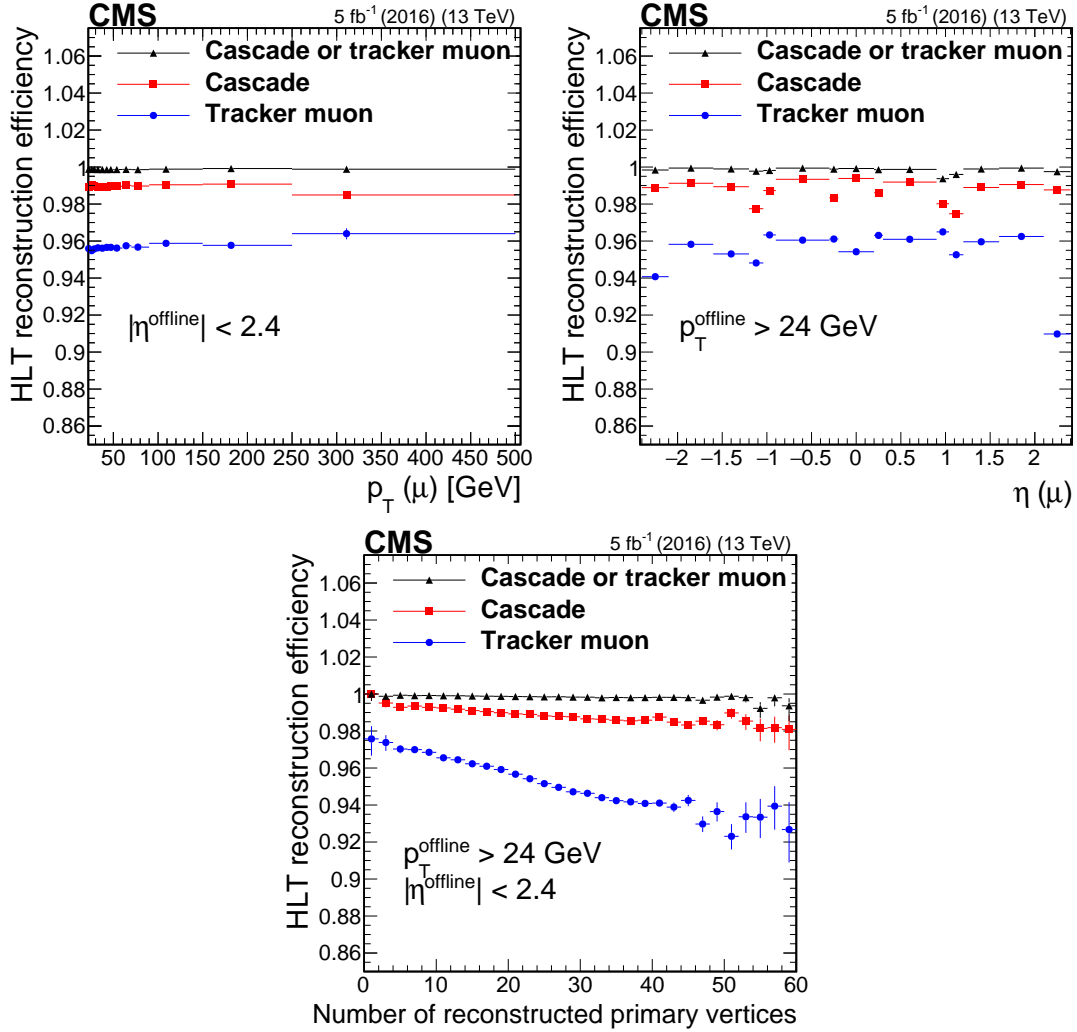 CMS 5 fb-1 (2016) (13 TeV)
HLT reconstruction efficiency
Cascade or tracker muon
Cascade
Tracker muon
1.06
1.04
1.02
1
0.98
0.96
0.94
0.92
0.9
0.88
0.86
|η^offline| < 2.4
50 100 150 200 250 300 350 400 450 500
p_T (μ) [GeV]
CMS 5 fb-1 (2016) (13 TeV)
HLT reconstruction efficiency
Cascade or tracker muon
Cascade
Tracker muon
1.06
1.04
1.02
1
0.98
0.96
0.94
0.92
0.9
0.88
0.86
p_T^offline > 24 GeV
−2 −1.5 −1 −0.5 0 0.5 1 1.5 2
η (μ)
CMS 5 fb-1 (2016) (13 TeV)
HLT reconstruction efficiency
Cascade or tracker muon
Cascade
Tracker muon
1.06
1.04
1.02
1
0.98
0.96
0.94
0.92
0.9
0.88
0.86
p_T^offline > 24 GeV
|η^offline| < 2.4
0 10 20 30 40 50 60
Number of reconstructed primary vertices